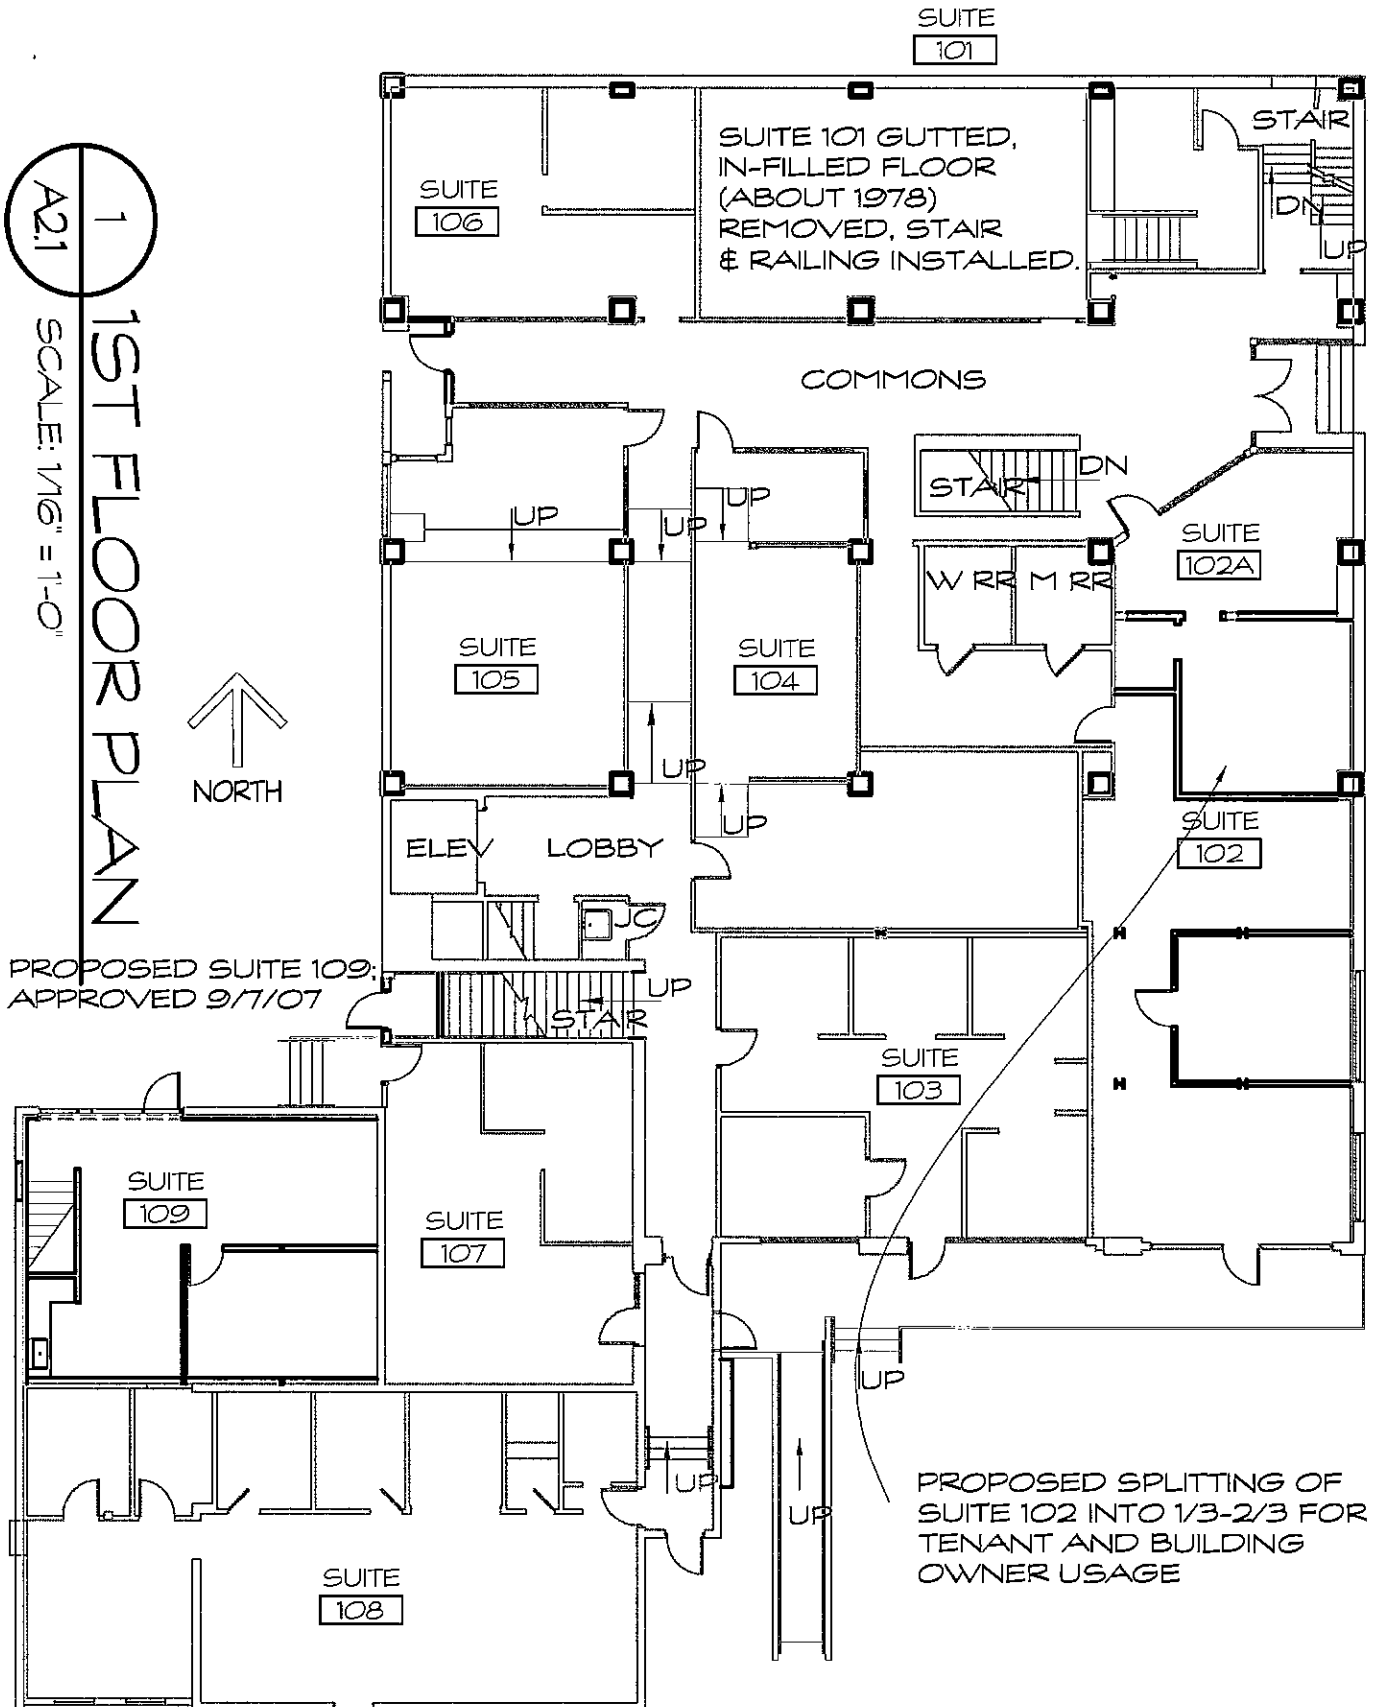 SUITE
101
SUITE 101 GUTTED,
IN-FILLED FLOOR
(ABOUT 1978)
REMOVED, STAIR
& RAILING INSTALLED.
STAIR
DN
UP
SUITE
106
1
A2.1
1ST FLOOR PLAN
SCALE: 1/16" = 1'-0"
COMMONS
STAIR
DN
UP
UP
UP
SUITE
102A
W RR
M RR
SUITE
105
SUITE
104
NORTH
UP
UP
SUITE
102
ELEV
LOBBY
JC
PROPOSED SUITE 109;
APPROVED 9/7/07
UP
STAIR
SUITE
103
SUITE
109
SUITE
107
UP
UP
UP
PROPOSED SPLITTING OF
SUITE 102 INTO 1/3-2/3 FOR
TENANT AND BUILDING
OWNER USAGE
SUITE
108